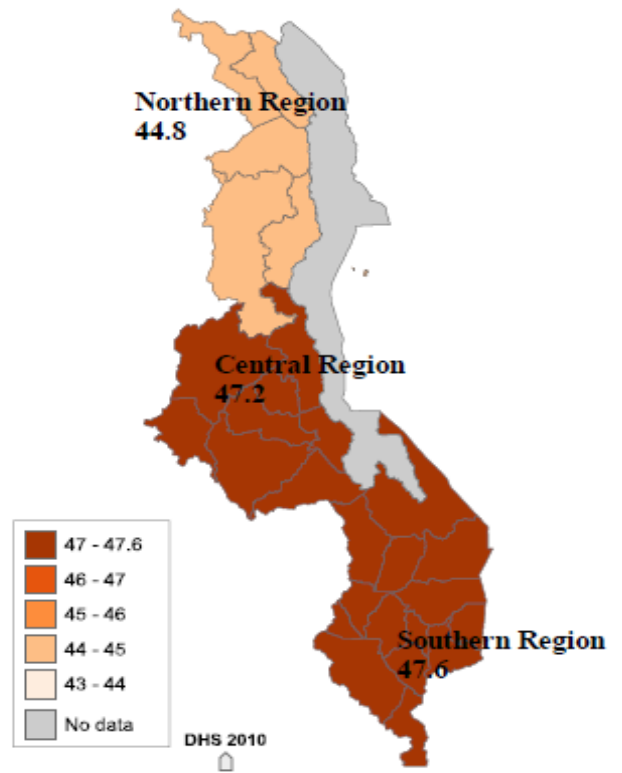 Northern Region
44.8
Central Region
47.2
47 - 47.6
46 - 47
45 - 46
44 - 45
43 - 44
No data
Southern Region
47.6
DHS 2010